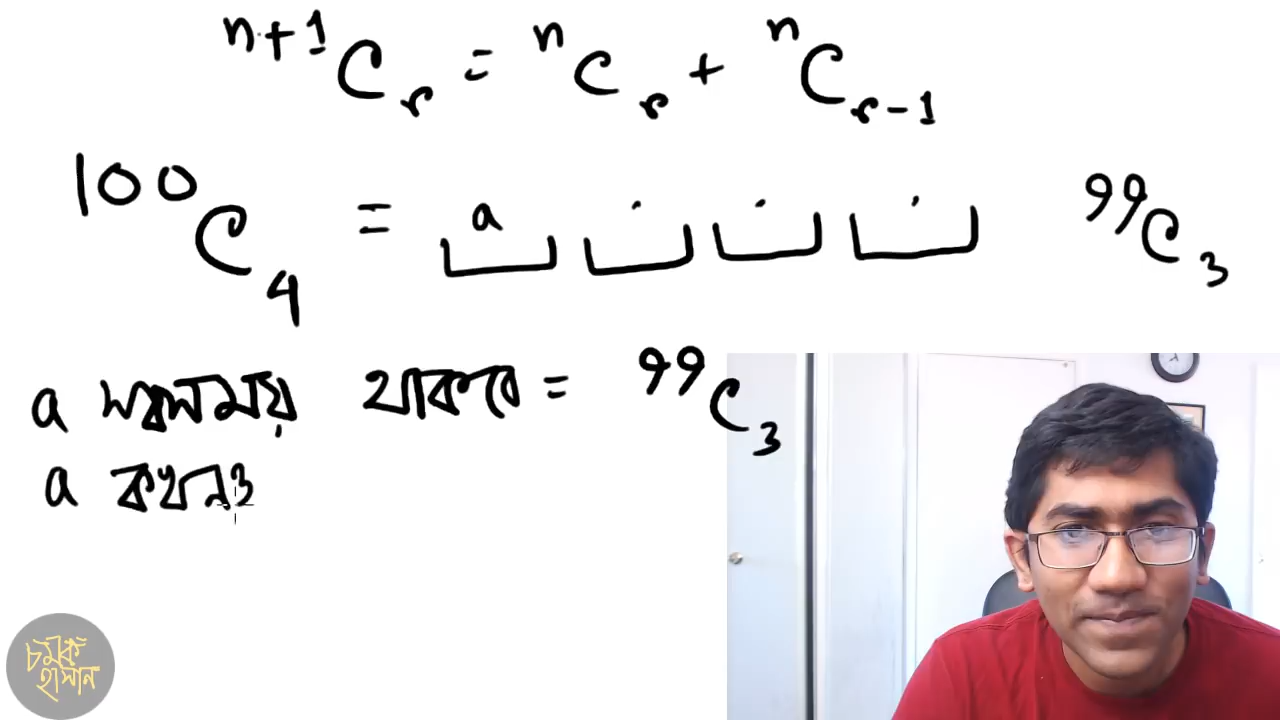 ⁿ⁺¹Cᵣ = ⁿCᵣ + ⁿCᵣ₋₁
¹⁰⁰C₄ = a ⁹⁹C₃
a সবসময় থাকবে = ⁹⁹C₃
a কখনও
চমক
হাসান